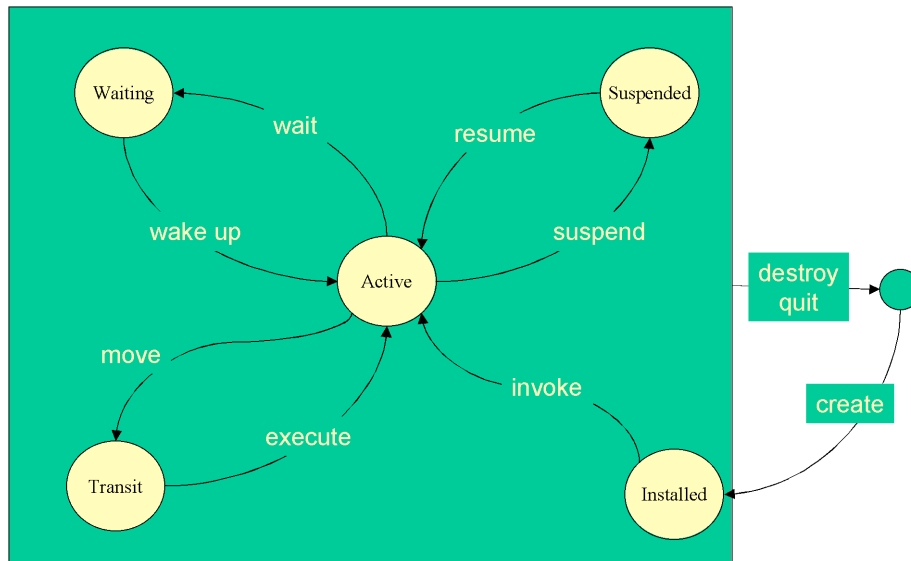 Waiting
Suspended
wait
resume
wake up
suspend
Active
destroy
quit
move
invoke
create
execute
Transit
Installed